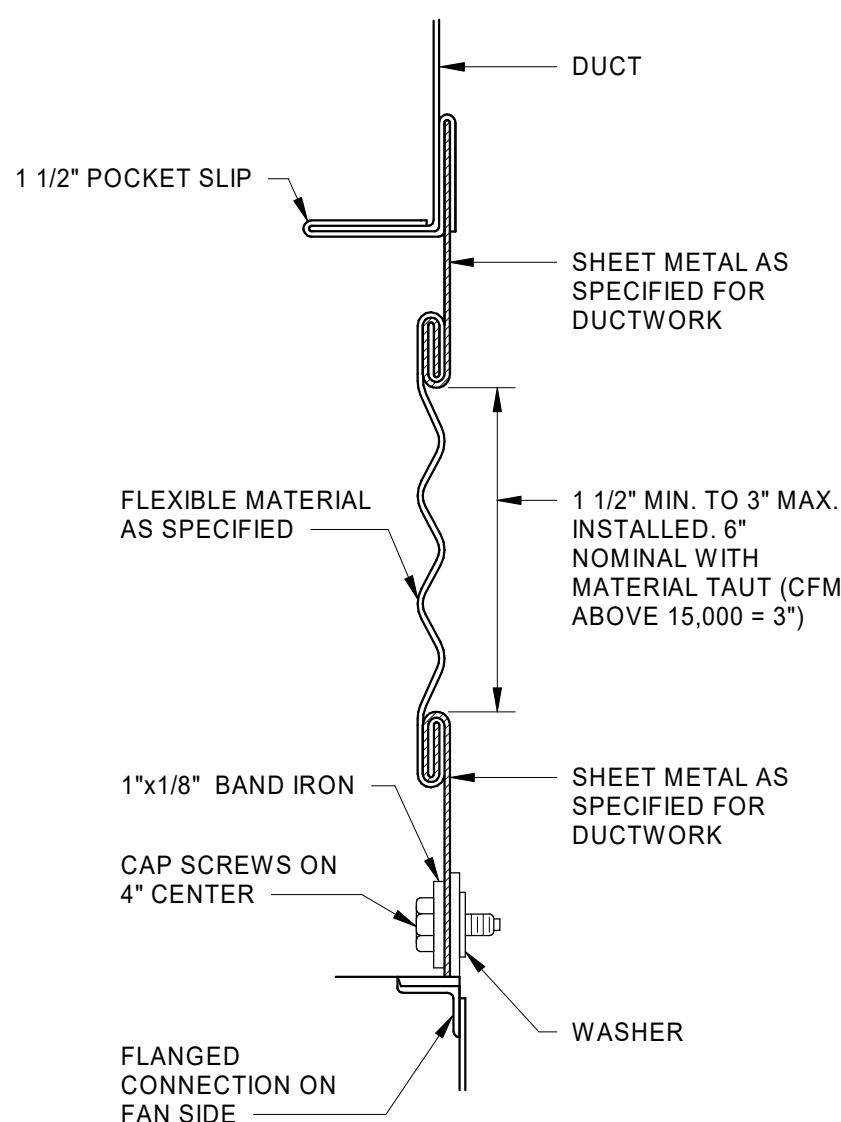 DUCT
1 1/2" POCKET SLIP
SHEET METAL AS
SPECIFIED FOR
DUCTWORK
FLEXIBLE MATERIAL
AS SPECIFIED
1 1/2" MIN. TO 3" MAX.
INSTALLED. 6"
NOMINAL WITH
MATERIAL TAUT (CFM
ABOVE 15,000 = 3")
1"x1/8" BAND IRON
SHEET METAL AS
SPECIFIED FOR
DUCTWORK
CAP SCREWS ON
4" CENTER
WASHER
FLANGED
CONNECTION ON
FAN SIDE